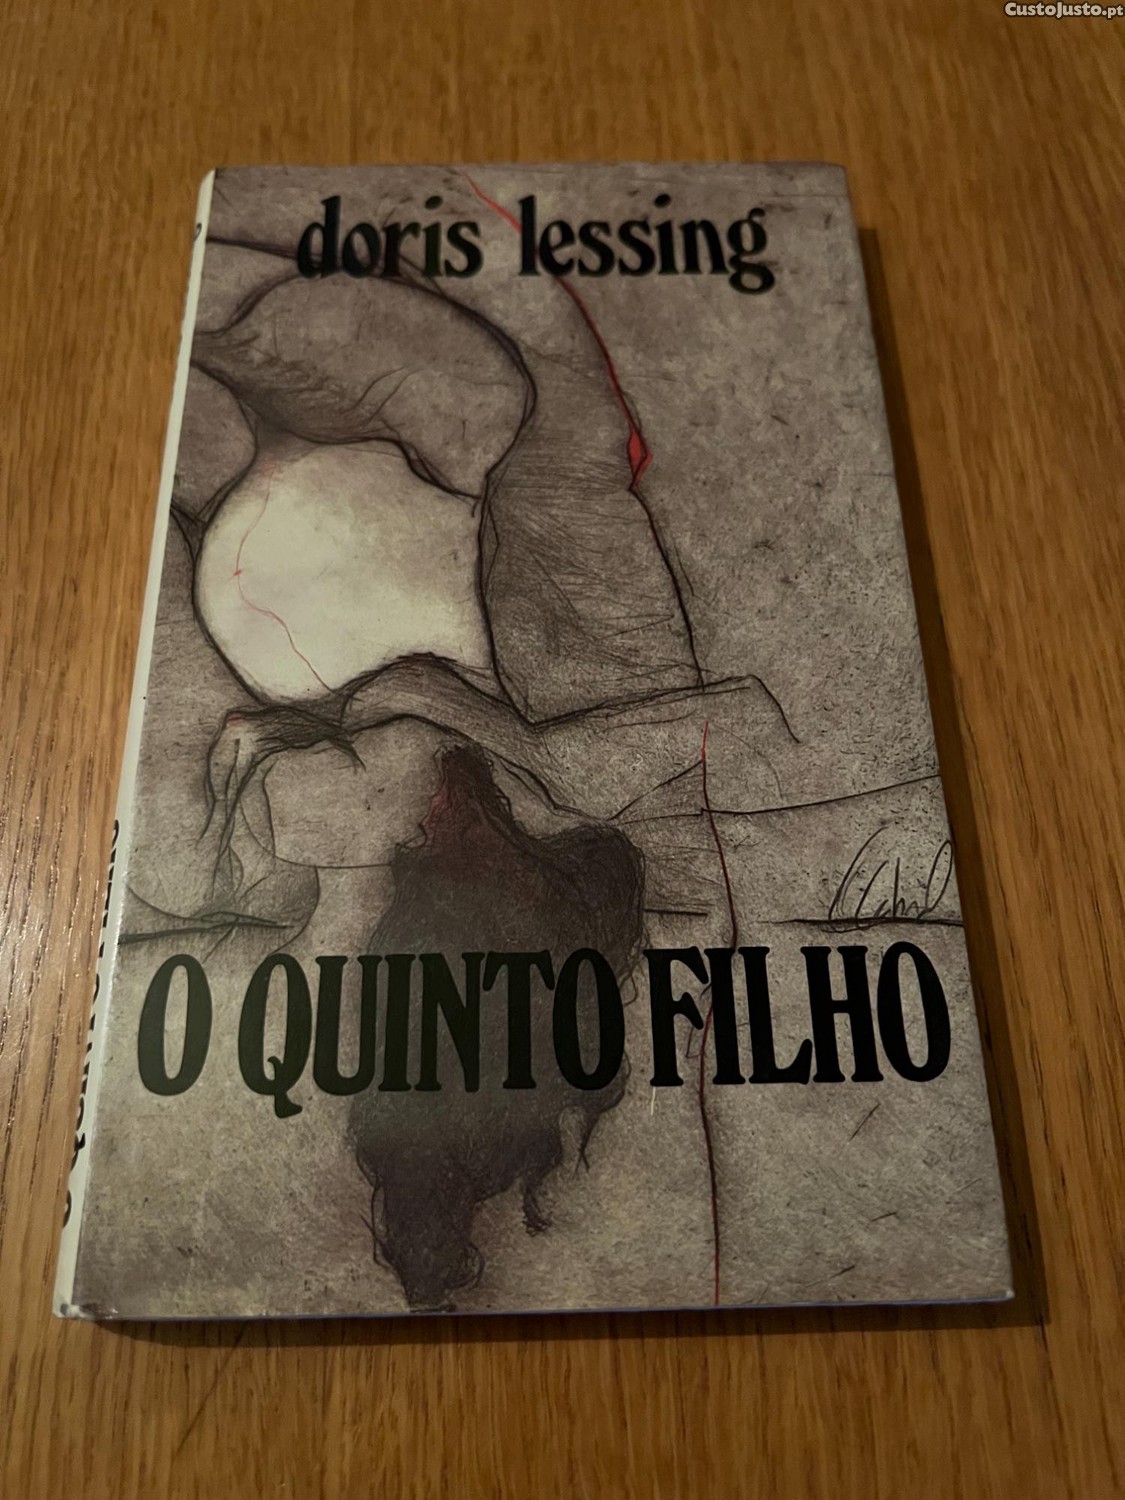 CustoJusto.pt
doris lessing
O QUINTO FILHO